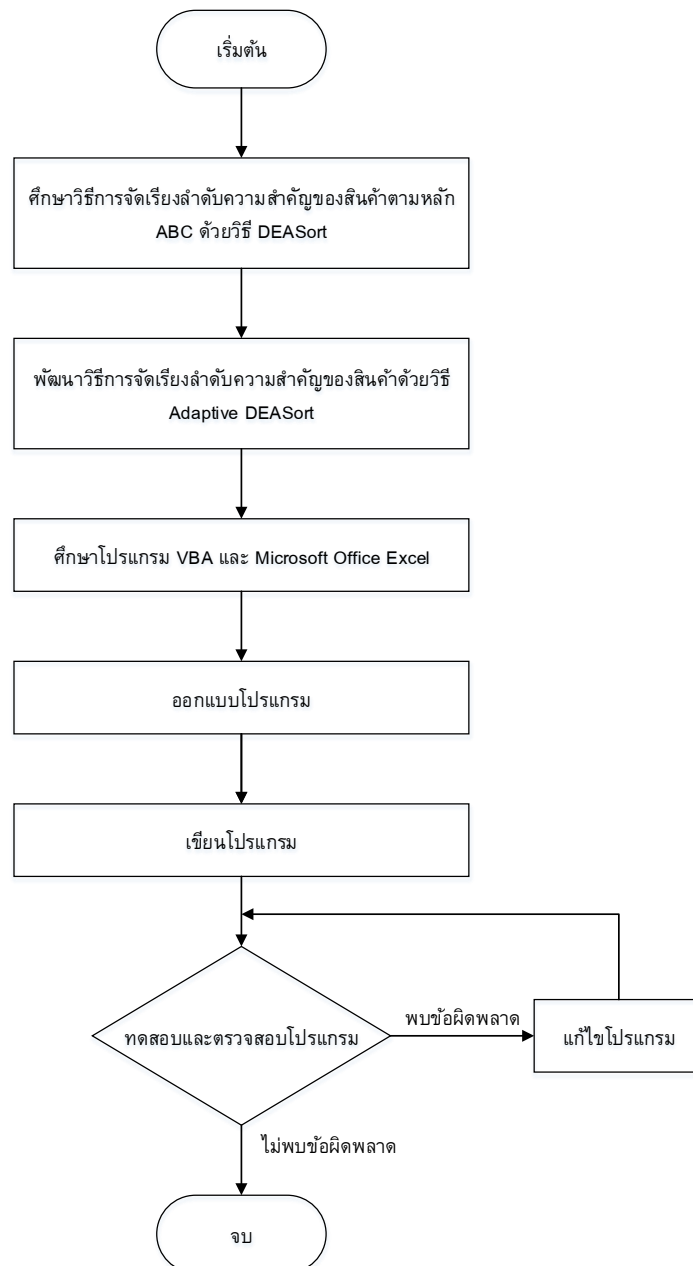 เริ่มต้น
ศึกษาวิธีการจัดเรียงลำดับความสำคัญของสินค้าตามหลัก
ABC ด้วยวิธี DEASort
พัฒนาวิธีการจัดเรียงลำดับความสำคัญของสินค้าด้วยวิธี
Adaptive DEASort
ศึกษาโปรแกรม VBA และ Microsoft Office Excel
ออกแบบโปรแกรม
เขียนโปรแกรม
ทดสอบและตรวจสอบโปรแกรม
พบข้อผิดพลาด
แก้ไขโปรแกรม
ไม่พบข้อผิดพลาด
จบ